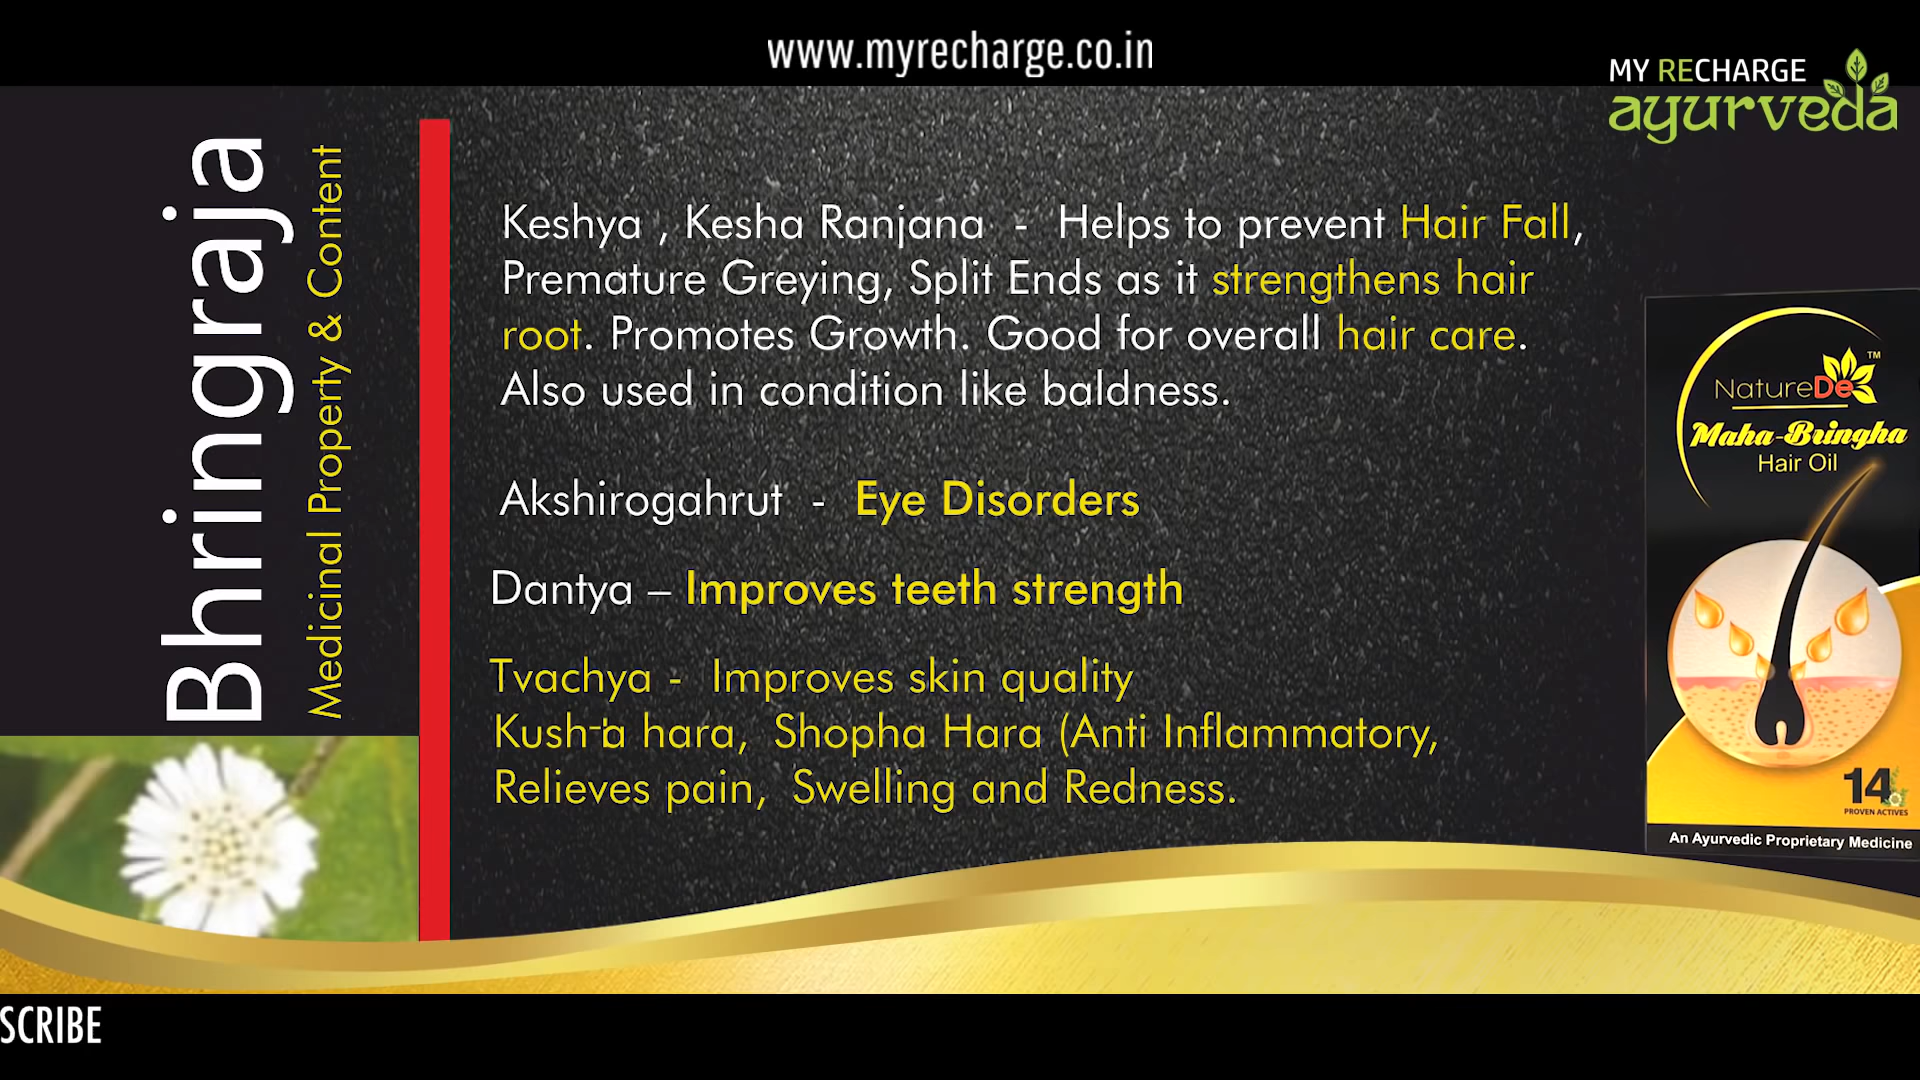 www.myrecharge.co.in
MY RECHARGE
ayurveda
Bhringraja
Medicinal Property & Content
Keshya , Kesha Ranjana - Helps to prevent Hair Fall,
Premature Greying, Split Ends as it strengthens hair
root. Promotes Growth. Good for overall hair care.
Also used in condition like baldness.
Akshirogahrut - Eye Disorders
Dantya – Improves teeth strength
Tvachya - Improves skin quality
hara, Shopha Hara (Anti Inflammatory,
Relieves pain, Swelling and Redness.
NatureDe
TM
Maha-Bringha
Hair Oil
14
PROVEN ACTIVES
An Ayurvedic Proprietary Medicine
SCRIBE